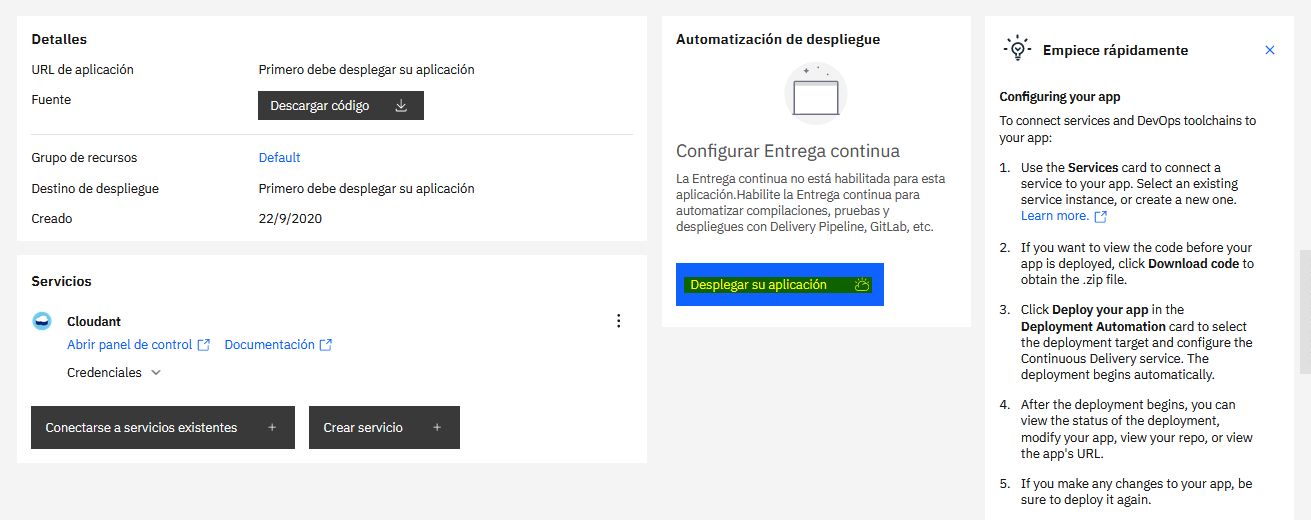 Detalles
URL de aplicación
Primero debe desplegar su aplicación
Fuente
Descargar código
Grupo de recursos
Default
Destino de despliegue
Primero debe desplegar su aplicación
Creado
22/9/2020
Servicios
Cloudant
Abrir panel de control
Documentación
Credenciales
Conectarse a servicios existentes +
Crear servicio +
Automatización de despliegue
Configurar Entrega continua
La Entrega continua no está habilitada para esta
aplicación.Habilite la Entrega continua para
automatizar compilaciones, pruebas y
despliegues con Delivery Pipeline, GitLab, etc.
Desplegar su aplicación
Empiece rápidamente
Configuring your app
To connect services and DevOps toolchains to
your app:
1. Use the Services card to connect a
service to your app. Select an existing
service instance, or create a new one.
Learn more.
2. If you want to view the code before your
app is deployed, click Download code to
obtain the .zip file.
3. Click Deploy your app in the
Deployment Automation card to select
the deployment target and configure the
Continuous Delivery service. The
deployment begins automatically.
4. After the deployment begins, you can
view the status of the deployment,
modify your app, view your repo, or view
the app's URL.
5. If you make any changes to your app, be
sure to deploy it again.